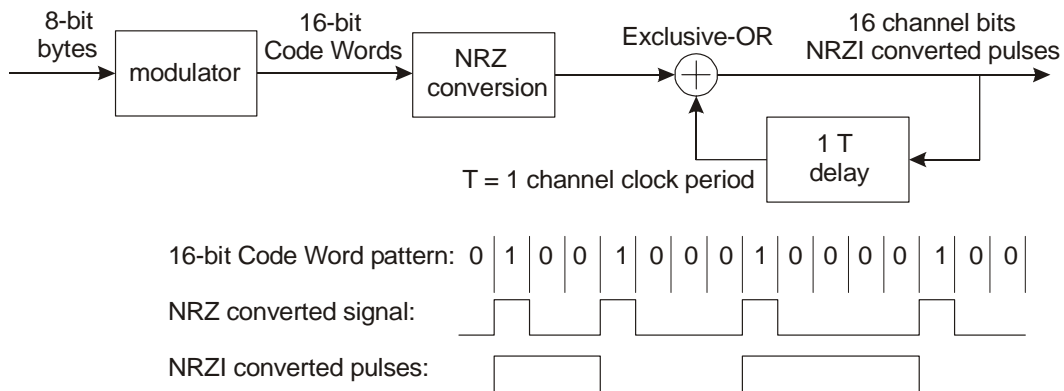 8-bit
bytes
modulator
16-bit
Code Words
NRZ
conversion
Exclusive-OR
16 channel bits
NRZI converted pulses
1 T
delay
T = 1 channel clock period
16-bit Code Word pattern: 0 1 0 0 1 0 0 0 1 0 0 0 0 1 0 0
NRZ converted signal:
NRZI converted pulses: